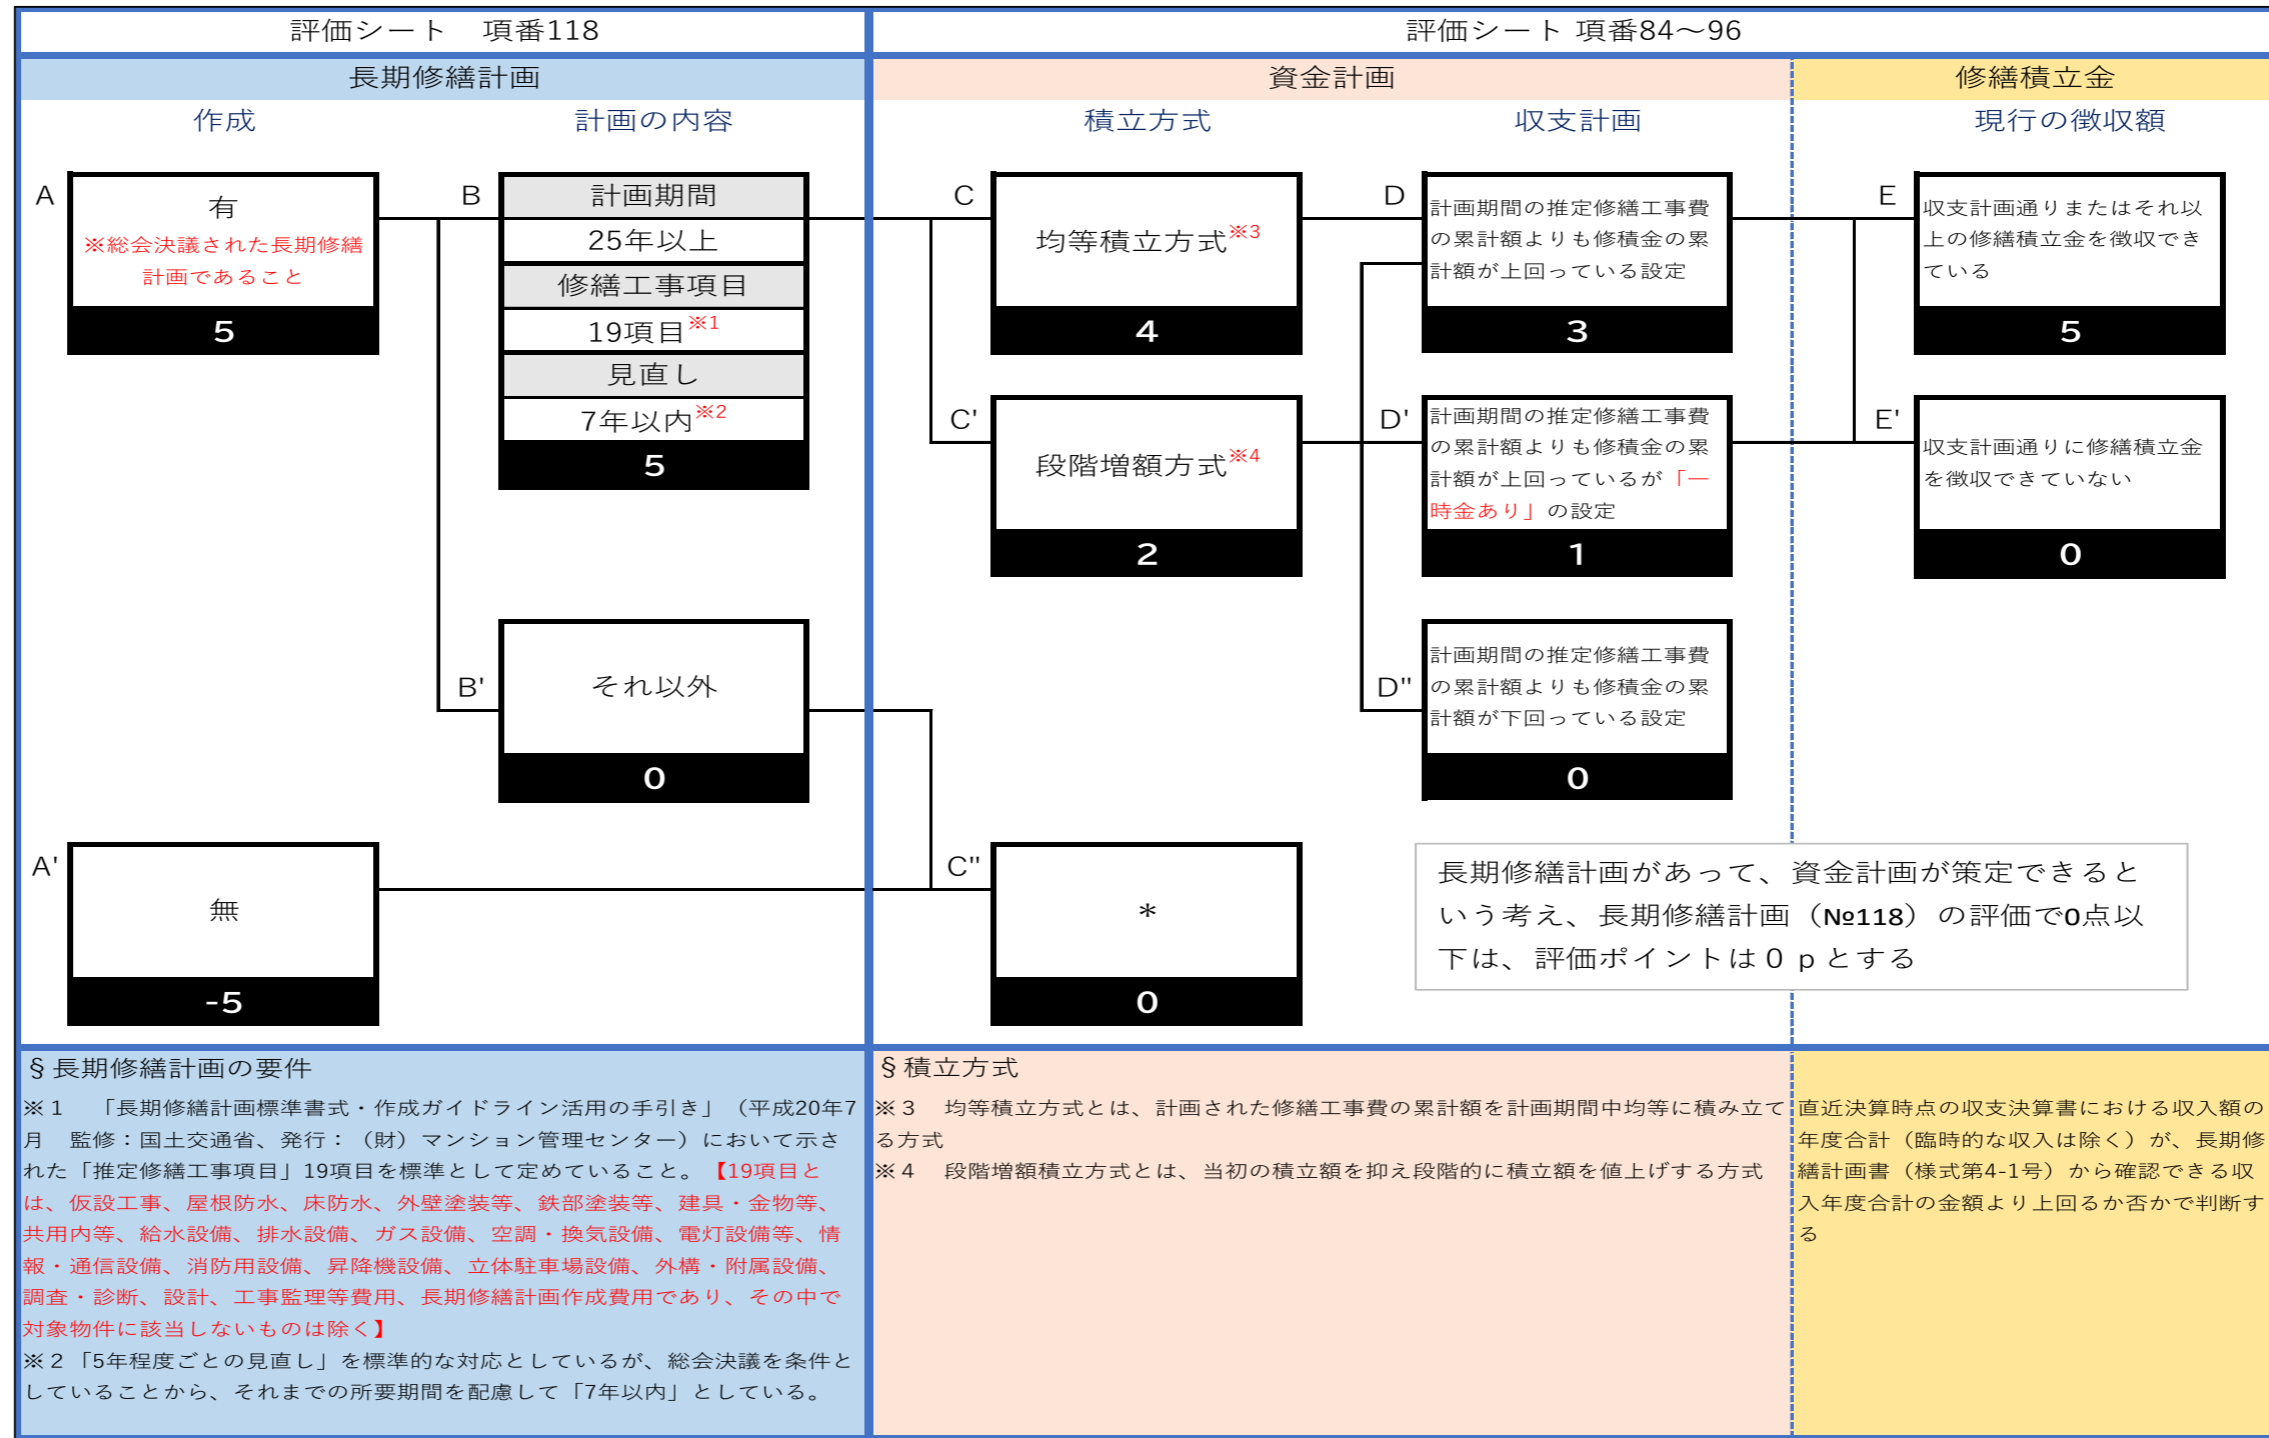 評価シート　項番118
評価シート 項番84～96
長期修繕計画
資金計画
修繕積立金
作成
計画の内容
積立方式
収支計画
現行の徴収額
A
有
※総会決議された長期修繕
計画であること
5
B
計画期間
25年以上
修繕工事項目
19項目※1
見直し
7年以内※2
5
C
均等積立方式※3
4
D
計画期間の推定修繕工事費
の累計額よりも修積金の累
計額が上回っている設定
3
E
収支計画通りまたはそれ以
上の修繕積立金を徴収でき
ている
5
C'
段階増額方式※4
2
D'
計画期間の推定修繕工事費
の累計額よりも修積金の累
計額が上回っているが「一
時金あり」の設定
1
E'
収支計画通りに修繕積立金
を徴収できていない
0
B'
それ以外
0
D"
計画期間の推定修繕工事費
の累計額よりも修積金の累
計額が下回っている設定
0
A'
無
-5
C"
*
0
長期修繕計画があって、資金計画が策定できると
いう考え、長期修繕計画（№118）の評価で0点以
下は、評価ポイントは０ｐとする
§長期修繕計画の要件
※１　「長期修繕計画標準書式・作成ガイドライン活用の手引き」（平成20年7
月　監修：国土交通省、発行：（財）マンション管理センター）において示さ
れた「推定修繕工事項目」19項目を標準として定めていること。【19項目と
は、仮設工事、屋根防水、床防水、外壁塗装等、鉄部塗装等、建具・金物等、
共用内等、給水設備、排水設備、ガス設備、空調・換気設備、電灯設備等、情
報・通信設備、消防用設備、昇降機設備、立体駐車場設備、外構・附属設備、
調査・診断、設計、工事監理等費用、長期修繕計画作成費用であり、その中で
対象物件に該当しないものは除く】
※２「5年程度ごとの見直し」を標準的な対応としているが、総会決議を条件と
していることから、それまでの所要期間を配慮して「7年以内」としている。
§積立方式
※３　均等積立方式とは、計画された修繕工事費の累計額を計画期間中均等に積み立て
る方式
※４　段階増額積立方式とは、当初の積立額を抑え段階的に積立額を値上げする方式
直近決算時点の収支決算書における収入額の
年度合計（臨時的な収入は除く）が、長期修
繕計画書（様式第4-1号）から確認できる収
入年度合計の金額より上回るか否かで判断す
る